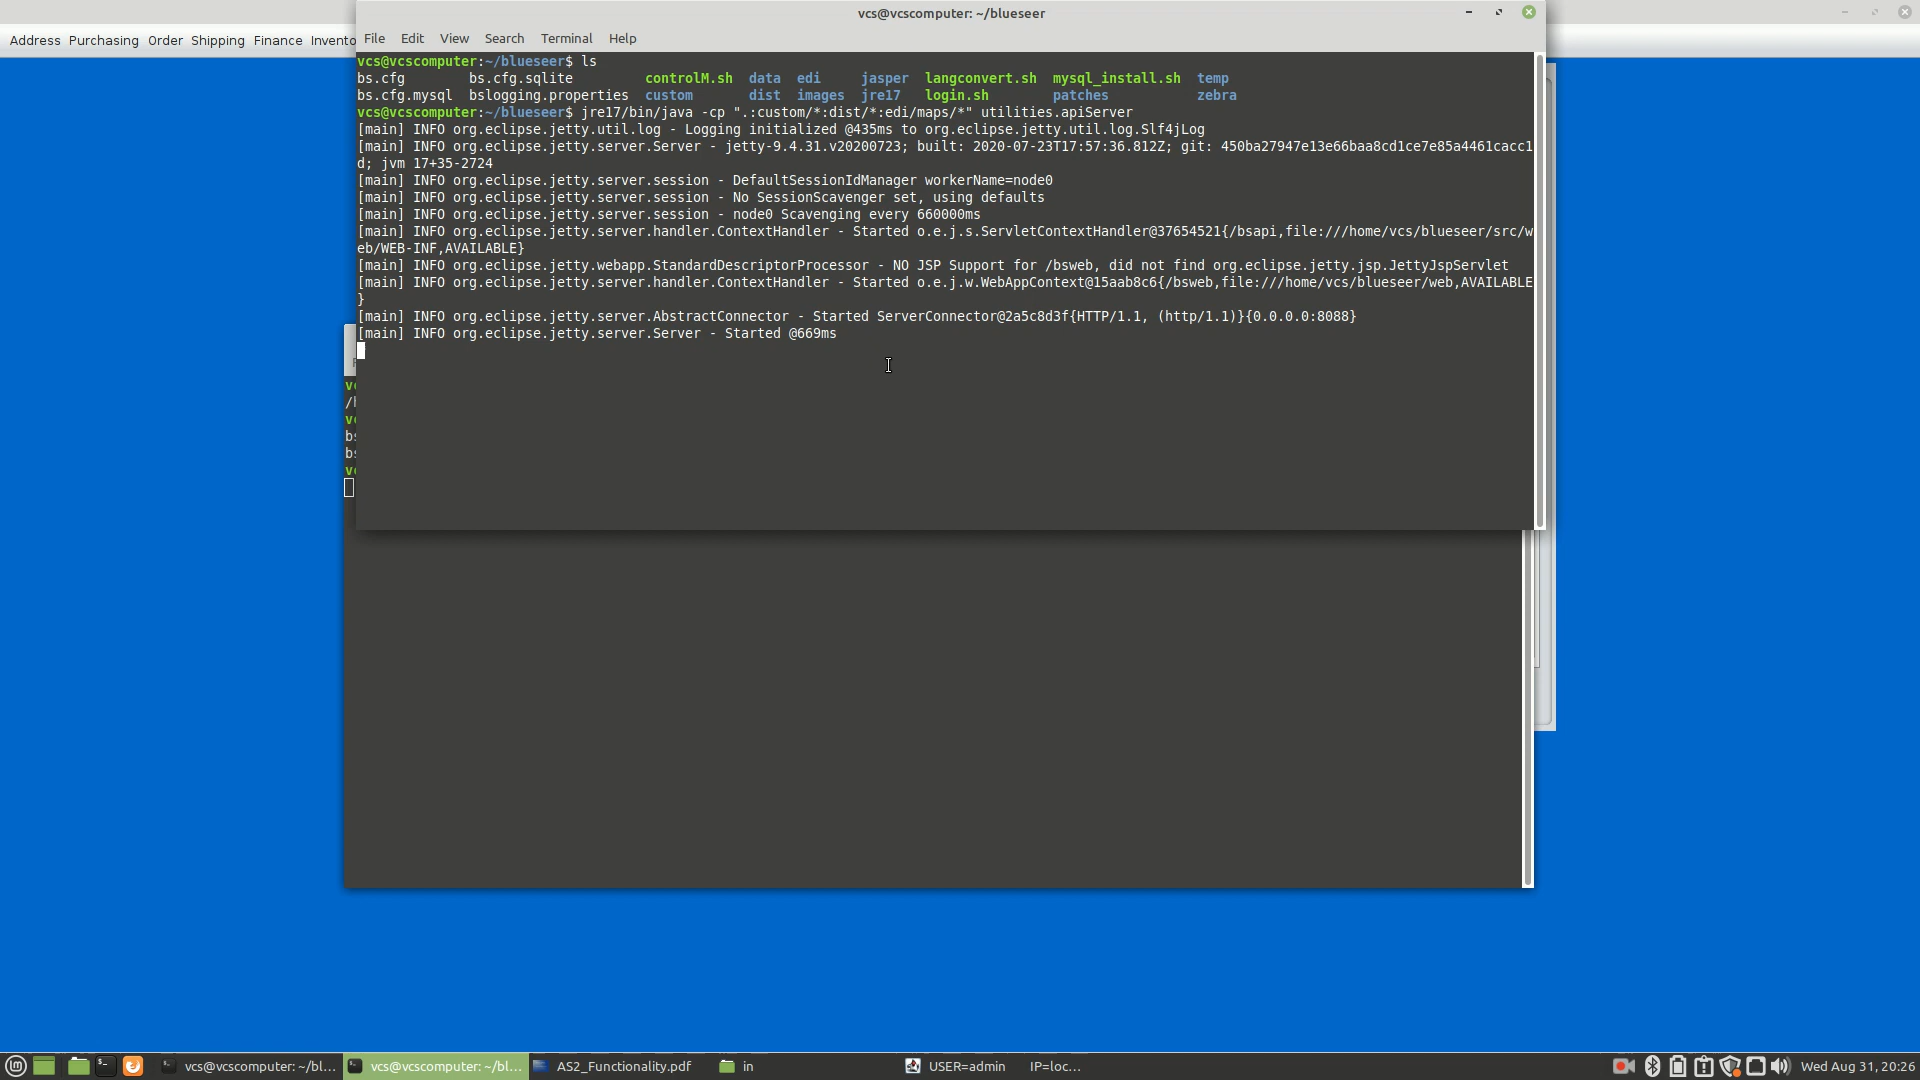 vcs@vcscomputer: ~/blueseer
Address Purchasing Order Shipping Finance Invento
File Edit View Search Terminal Help
vcs@vcscomputer:~/blueseer$ ls
bs.cfg bs.cfg.sqlite controlM.sh data edi jasper langconvert.sh mysql_install.sh temp
bs.cfg.mysql bslogging.properties custom dist images jre17 login.sh patches zebra
vcs@vcscomputer:~/blueseer$ jre17/bin/java -cp ".:custom/*:dist/*:edi/maps/*" utilities.apiServer
[main] INFO org.eclipse.jetty.util.log - Logging initialized @435ms to org.eclipse.jetty.util.log.Slf4jLog
[main] INFO org.eclipse.jetty.server.Server - jetty-9.4.31.v20200723; built: 2020-07-23T17:57:36.812Z; git: 450ba27947e13e66baa8cd1ce7e85a4461cacc1
d; jvm 17+35-2724
[main] INFO org.eclipse.jetty.server.session - DefaultSessionIdManager workerName=node0
[main] INFO org.eclipse.jetty.server.session - No SessionScavenger set, using defaults
[main] INFO org.eclipse.jetty.server.session - node0 Scavenging every 660000ms
[main] INFO org.eclipse.jetty.server.handler.ContextHandler - Started o.e.j.s.ServletContextHandler@37654521{/bsapi,file:///home/vcs/blueseer/src/w
eb/WEB-INF,AVAILABLE}
[main] INFO org.eclipse.jetty.webapp.StandardDescriptorProcessor - NO JSP Support for /bsweb, did not find org.eclipse.jetty.jsp.JettyJspServlet
[main] INFO org.eclipse.jetty.server.handler.ContextHandler - Started o.e.j.w.WebAppContext@15aab8c6{/bsweb,file:///home/vcs/blueseer/web,AVAILABLE
}
[main] INFO org.eclipse.jetty.server.AbstractConnector - Started ServerConnector@2a5c8d3f{HTTP/1.1, (http/1.1)}{0.0.0.0:8088}
[main] INFO org.eclipse.jetty.server.Server - Started @669ms
vcs@vcscomputer: ~/bl... vcs@vcscomputer: ~/bl... AS2_Functionality.pdf in USER=admin IP=loc... Wed Aug 31, 20:26